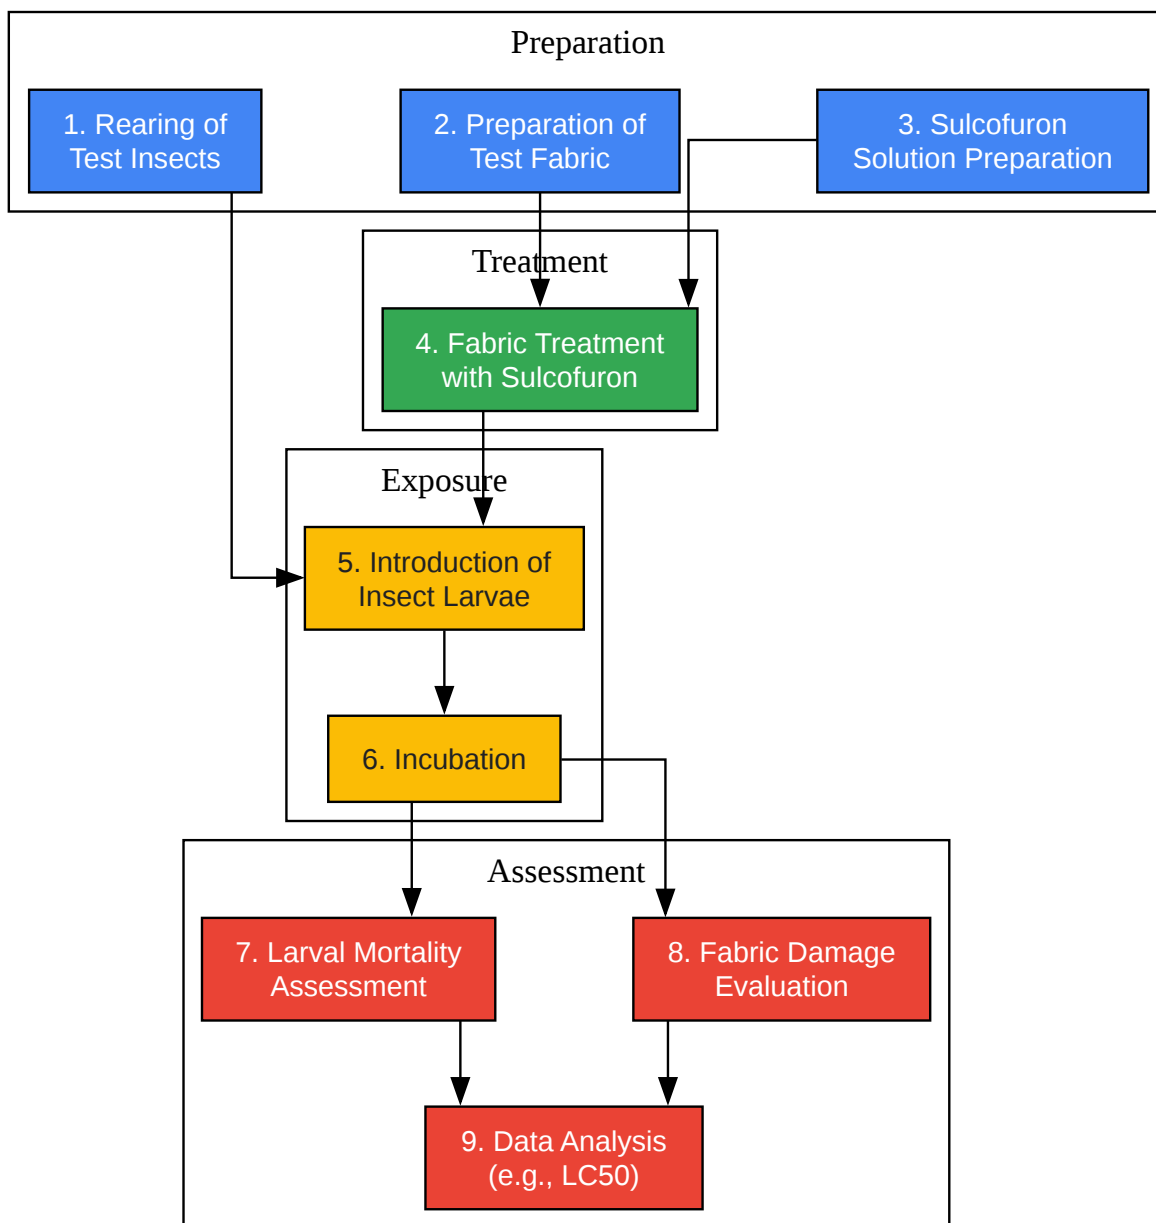 Preparation
1. Rearing of
Test Insects
2. Preparation of
Test Fabric
3. Sulcofuron
Solution Preparation
Treatment
4. Fabric Treatment
with Sulcofuron
Exposure
5. Introduction of
Insect Larvae
6. Incubation
Assessment
7. Larval Mortality
Assessment
8. Fabric Damage
Evaluation
9. Data Analysis
(e.g., LC50)